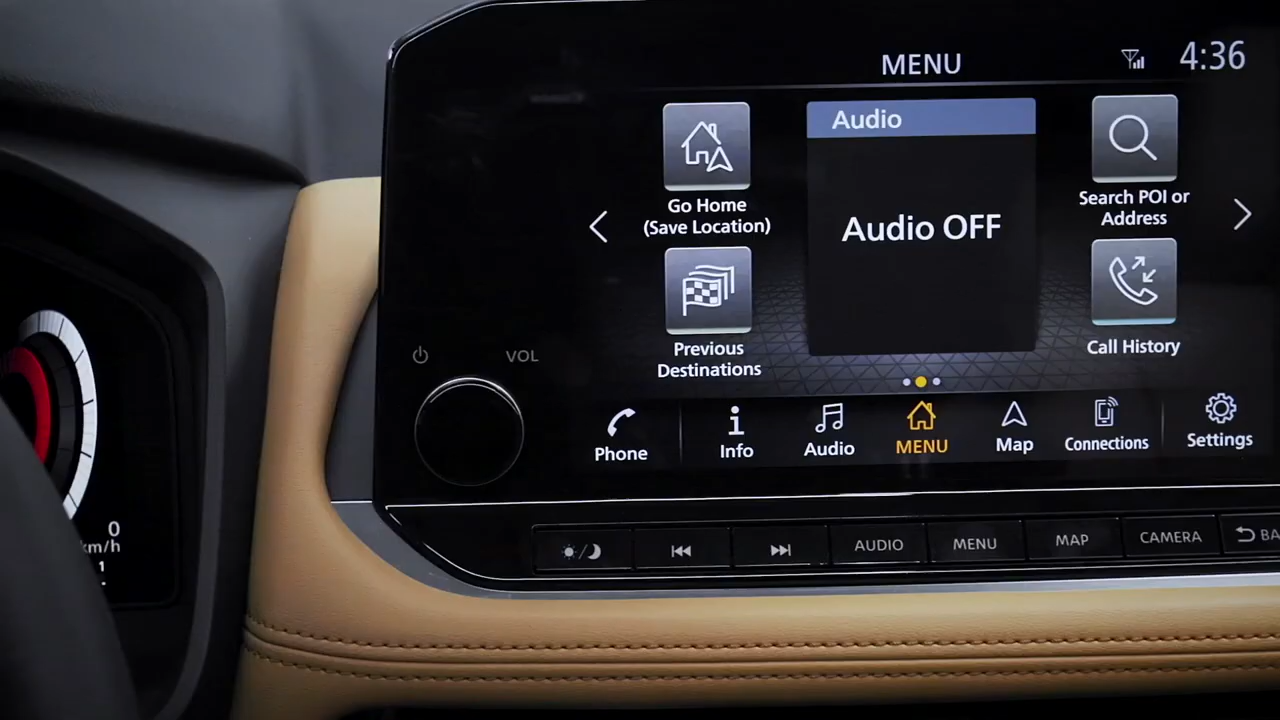 MENU
4:36
Audio
Go Home
(Save Location)
Audio OFF
Search POI or
Address
Previous
Destinations
Call History
VOL
Phone
Info
Audio
MENU
Map
Connections
Settings
0
km/h
AUDIO
MENU
MAP
CAMERA
BA